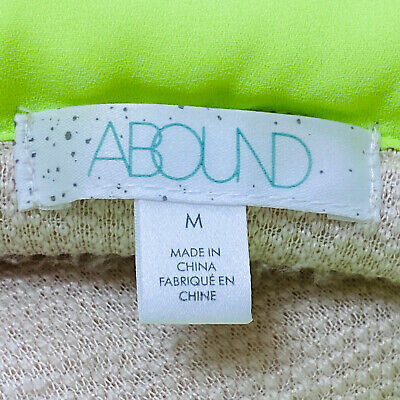 ABOUND
M
MADE IN
CHINA
FABRIQUÉ EN
CHINE